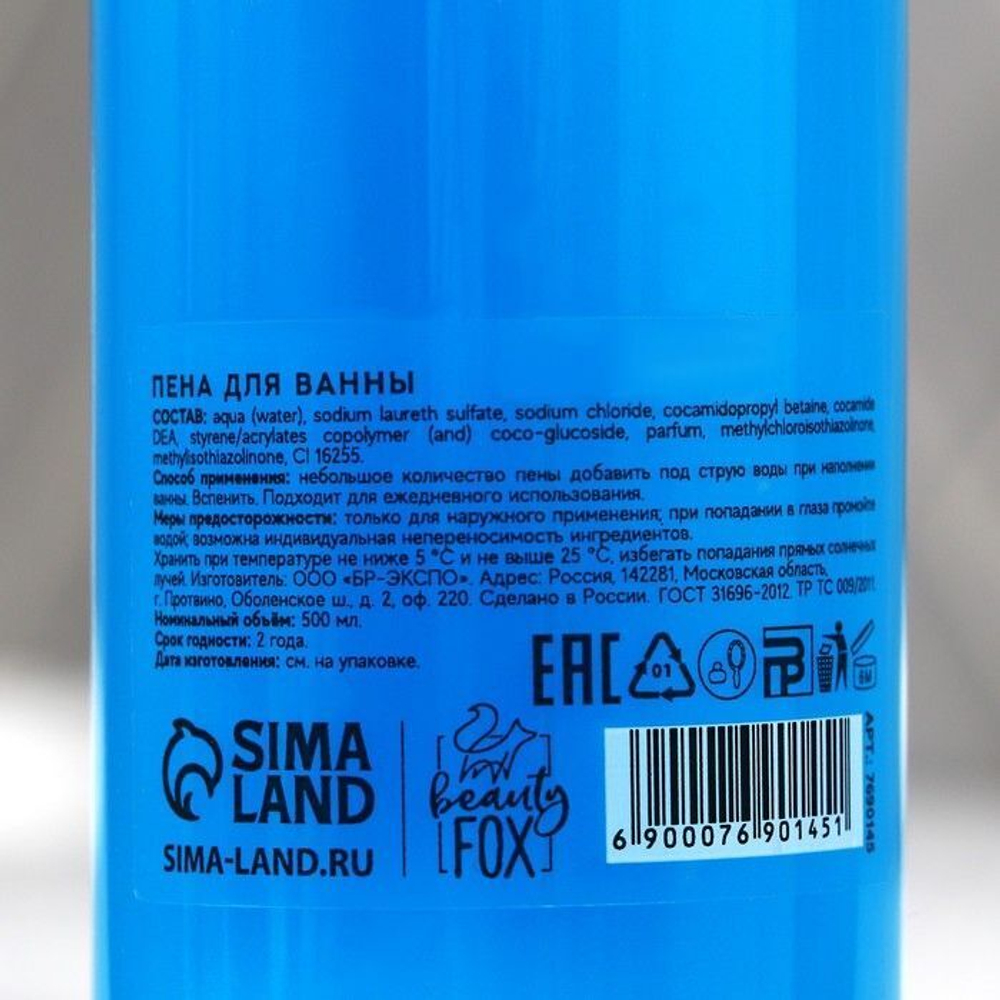 ПЕНА ДЛЯ ВАННЫ
СОСТАВ: aqua (water), sodium laureth sulfate, sodium chloride, cocamidopropyl betaine, cocamide
DEA, styrene/acrylates copolymer (and) coco-glucoside, parfum, methylchloroisothiazolinone,
methylisothiazolinone, CI 16255.
Способ применения: небольшое количество пены добавить под струю воды при наполнении
ванны. Вспенить. Подходит для ежедневного использования.
Меры предосторожности: только для наружного применения; при попадании в глаза промойте
водой; возможна индивидуальная непереносимость ингредиентов.
Хранить при температуре не ниже 5 °C и не выше 25 °C, избегать попадания прямых солнечных
лучей. Изготовитель: ООО «БР-ЭКСПО». Адрес: Россия, 142281, Московская область,
г. Протвино, Оболенское ш., д. 2, оф. 220. Сделано в России. ГОСТ 31696-2012. ТР ТС 009/2011.
Номинальный объём: 500 мл.
Срок годности: 2 года.
Дата изготовления: см. на упаковке.
EAC 01 6M
SIMA
LAND
SIMA-LAND.RU
beauty
FOX
6 900076 901451
АРТ.: 7690145